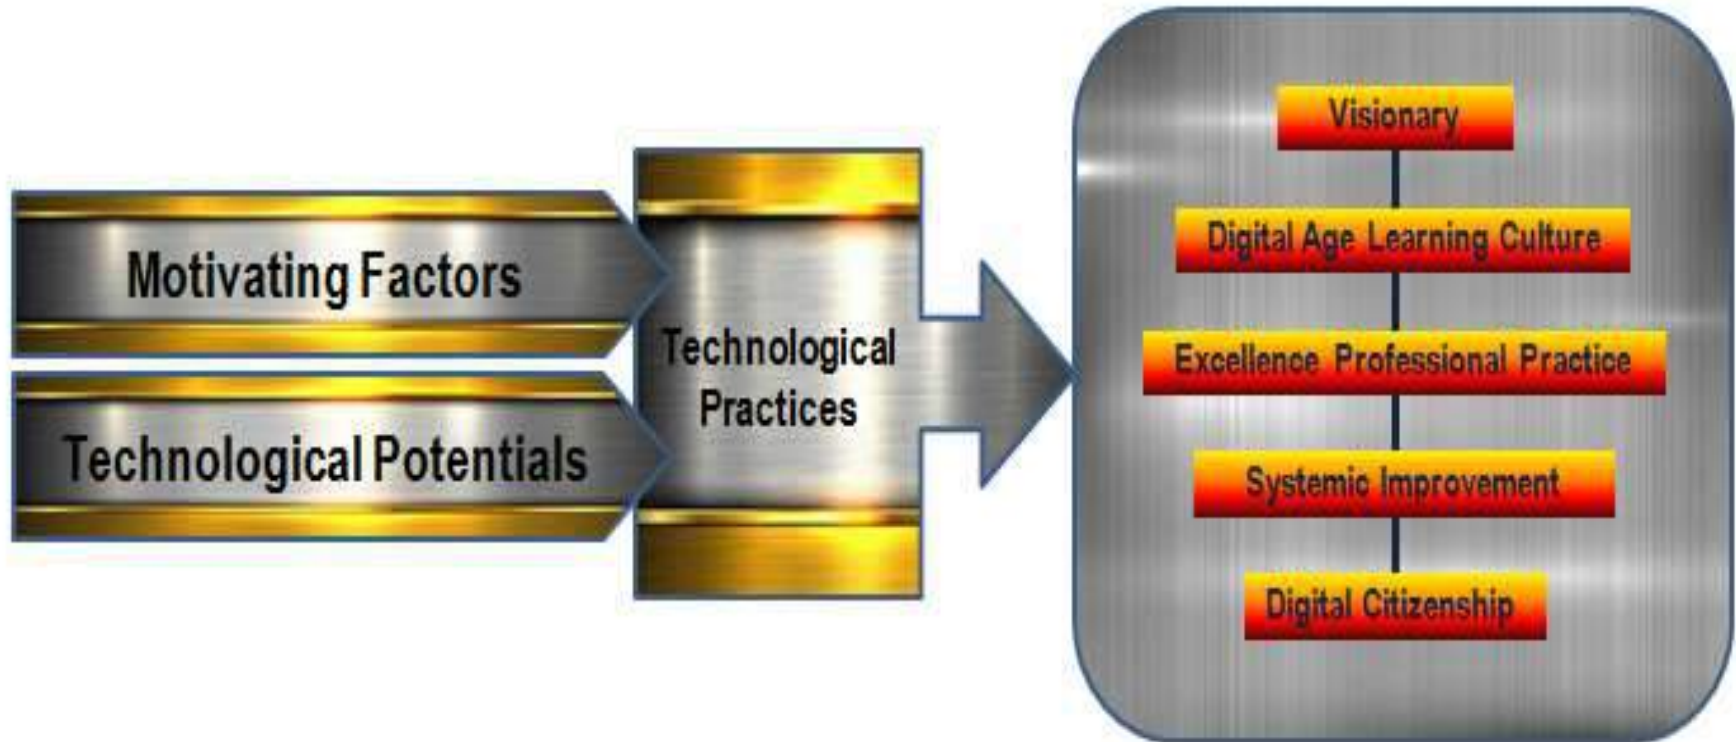 Motivating Factors
Technological Potentials
Technological
Practices
Visionary
Digital Age Learning Culture
Excellence Professional Practice
Systemic Improvement
Digital Citizenship